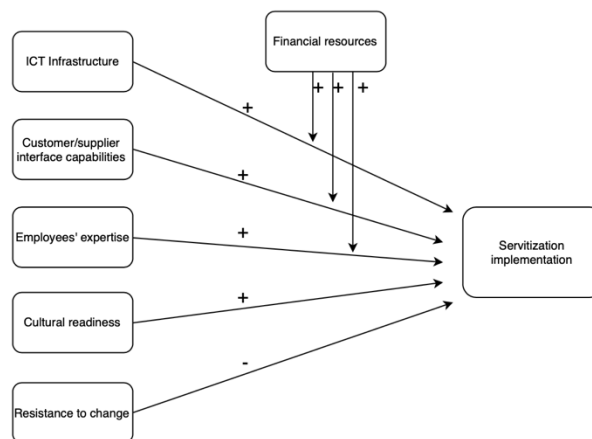 Financial resources
ICT Infrastructure
+ + +
+
Customer/supplier
interface capabilities
+
Employees' expertise
+
Servitization
implementation
Cultural readiness
+
-
Resistance to change